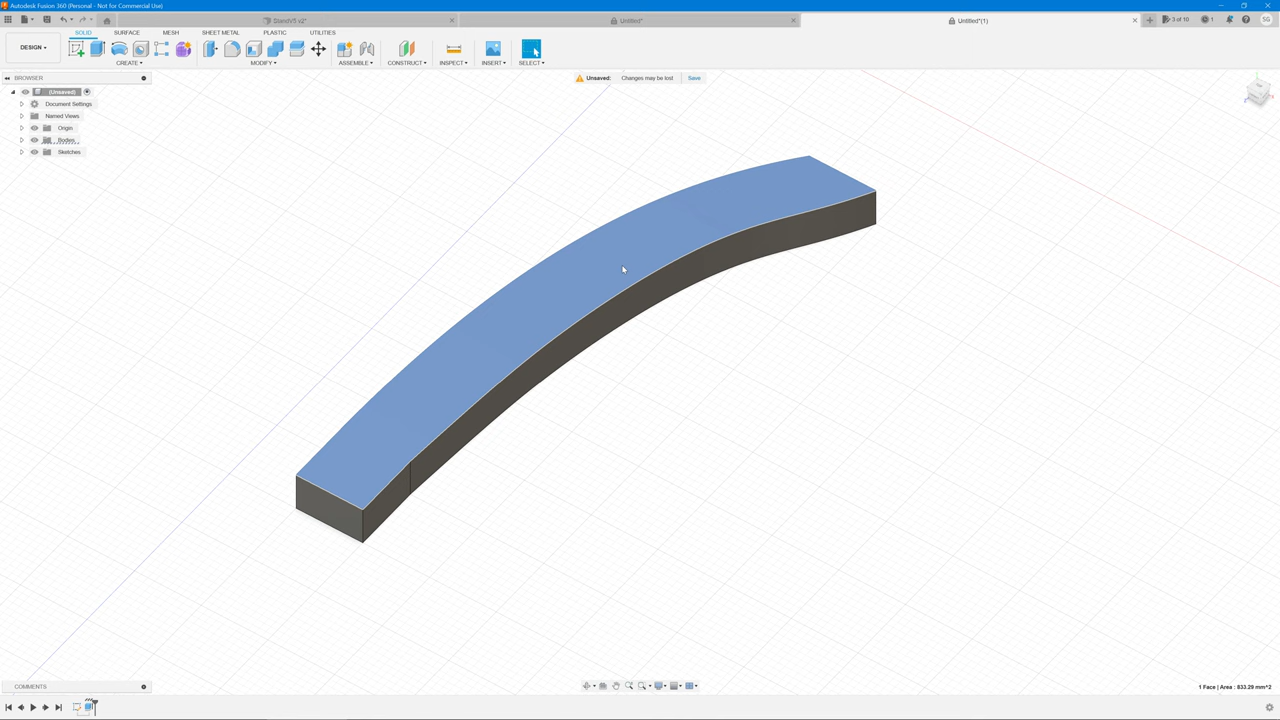 Autodesk Fusion 360 (Personal - Not for Commercial Use)
StandV5 v2*
Untitled*
Untitled*(1)
3 of 10
1
SG
DESIGN
SOLID
SURFACE
MESH
SHEET METAL
PLASTIC
UTILITIES
CREATE
MODIFY
ASSEMBLE
CONSTRUCT
INSPECT
INSERT
SELECT
BROWSER
Unsaved:
Changes may be lost
Save
(Unsaved)
Document Settings
Named Views
Origin
Bodies
Sketches
COMMENTS
1 Face | Area : 833.29 mm^2